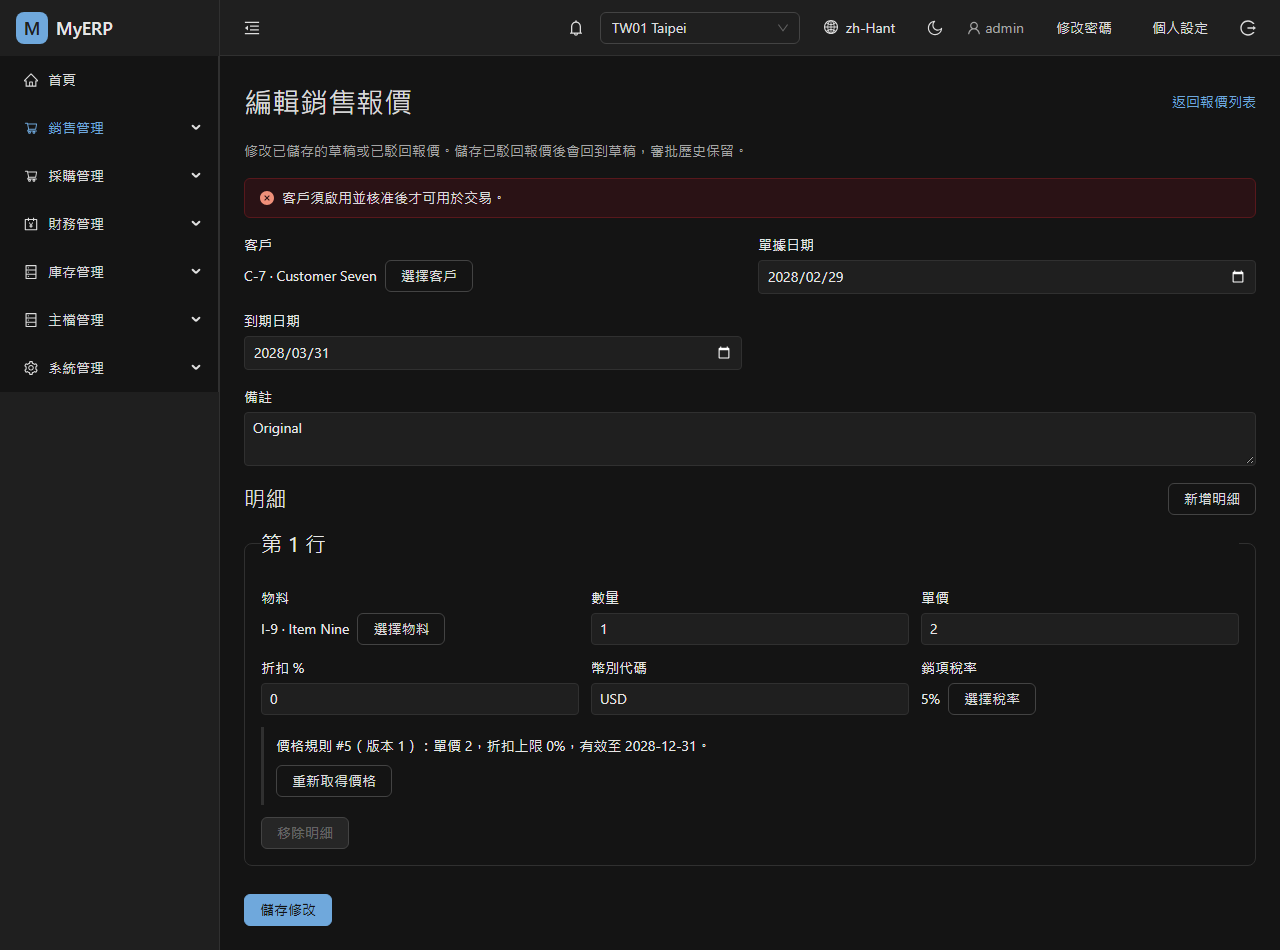 M MyERP
TW01 Taipei
zh-Hant
admin
修改密碼
個人設定
首頁
銷售管理
採購管理
財務管理
庫存管理
主檔管理
系統管理
編輯銷售報價
返回報價列表
修改已儲存的草稿或已駁回報價。儲存已駁回報價後會回到草稿，審批歷史保留。
客戶須啟用並核准後才可用於交易。
客戶
C-7 · Customer Seven
選擇客戶
單據日期
2028/02/29
到期日期
2028/03/31
備註
Original
明細
新增明細
第 1 行
物料
I-9 · Item Nine
選擇物料
數量
1
單價
2
折扣 %
0
幣別代碼
USD
銷項稅率
5%
選擇稅率
價格規則 #5（版本 1）：單價 2，折扣上限 0%，有效至 2028-12-31。
重新取得價格
移除明細
儲存修改